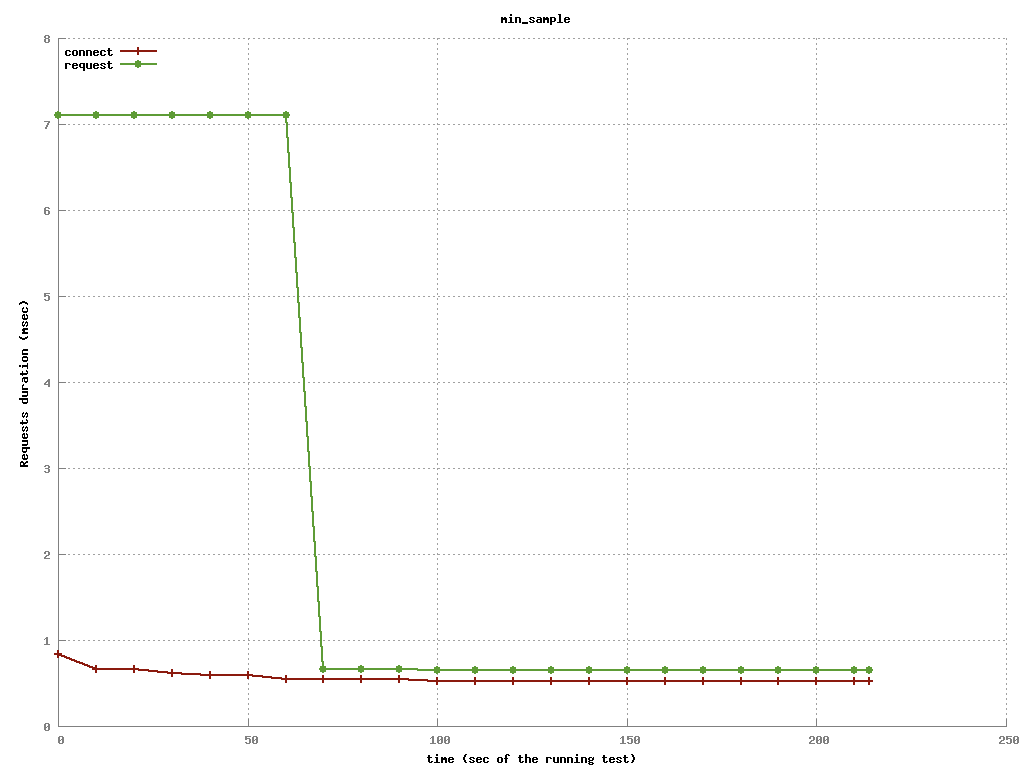 min_sample
connect
request
8
7
6
5
4
3
2
1
0
Requests duration (msec)
0 50 100 150 200 250
time (sec of the running test)